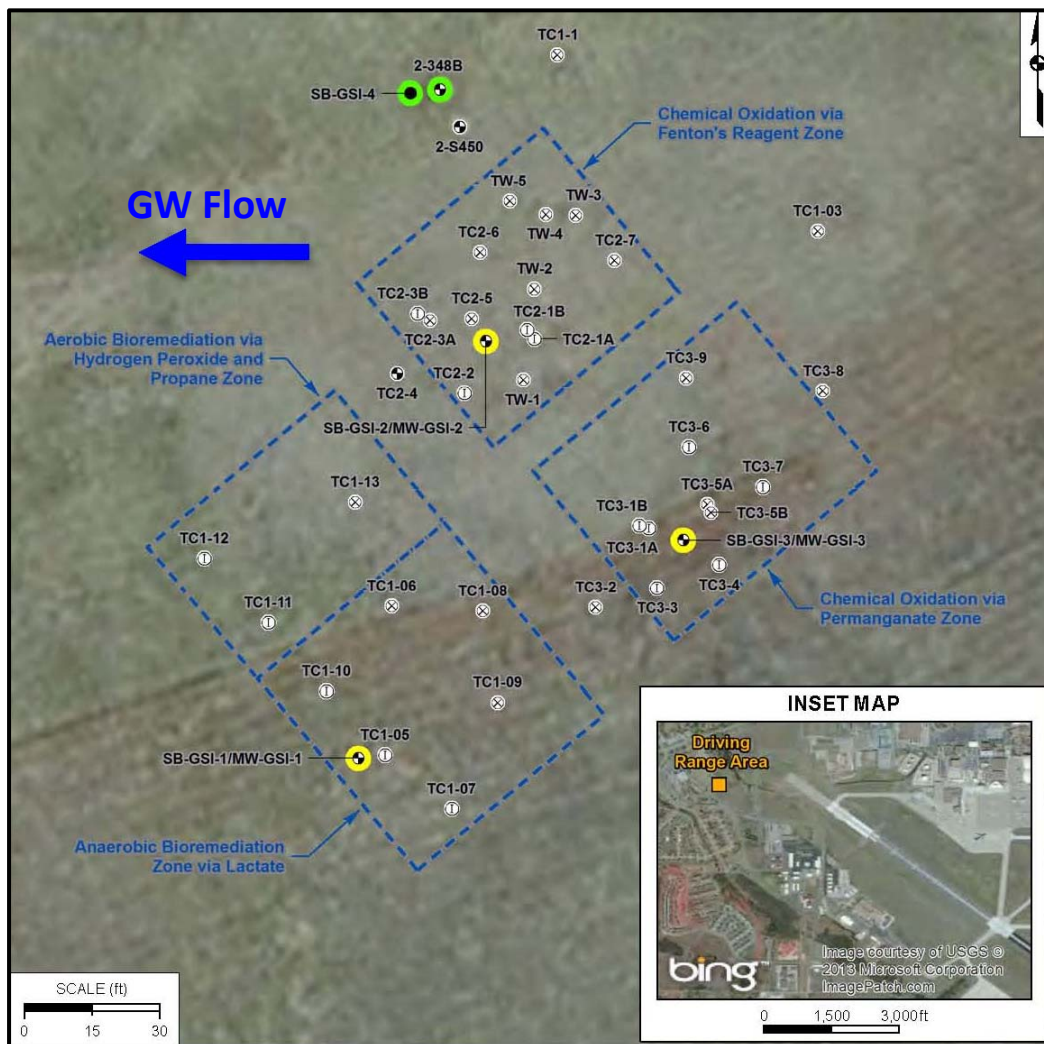 TC1-1
2-348B
SB-GSI-4
2-S450
Chemical Oxidation via
Fenton's Reagent Zone
GW Flow
TW-5
TW-3
TW-4
TC1-03
TC2-6
TC2-7
TW-2
TC2-3B
TC2-5
TC2-1B
TC2-3A
TC2-1A
Aerobic Bioremediation via
Hydrogen Peroxide and
Propane Zone
TC2-4
TC2-2
TW-1
TC3-9
TC3-8
SB-GSI-2/MW-GSI-2
TC3-6
TC3-7
TC1-13
TC3-5A
TC3-5B
TC3-1B
TC3-1A
SB-GSI-3/MW-GSI-3
TC1-12
TC3-4
TC1-06
TC1-08
TC3-2
TC3-3
Chemical Oxidation via
Permanganate Zone
TC1-11
TC1-10
TC1-09
TC1-05
SB-GSI-1/MW-GSI-1
TC1-07
Anaerobic Bioremediation
Zone via Lactate
INSET MAP
Driving
Range Area
bing™
Image courtesy of USGS ©
2013 Microsoft Corporation
ImagePatch.com
0 1,500 3,000ft
SCALE (ft)
0 15 30